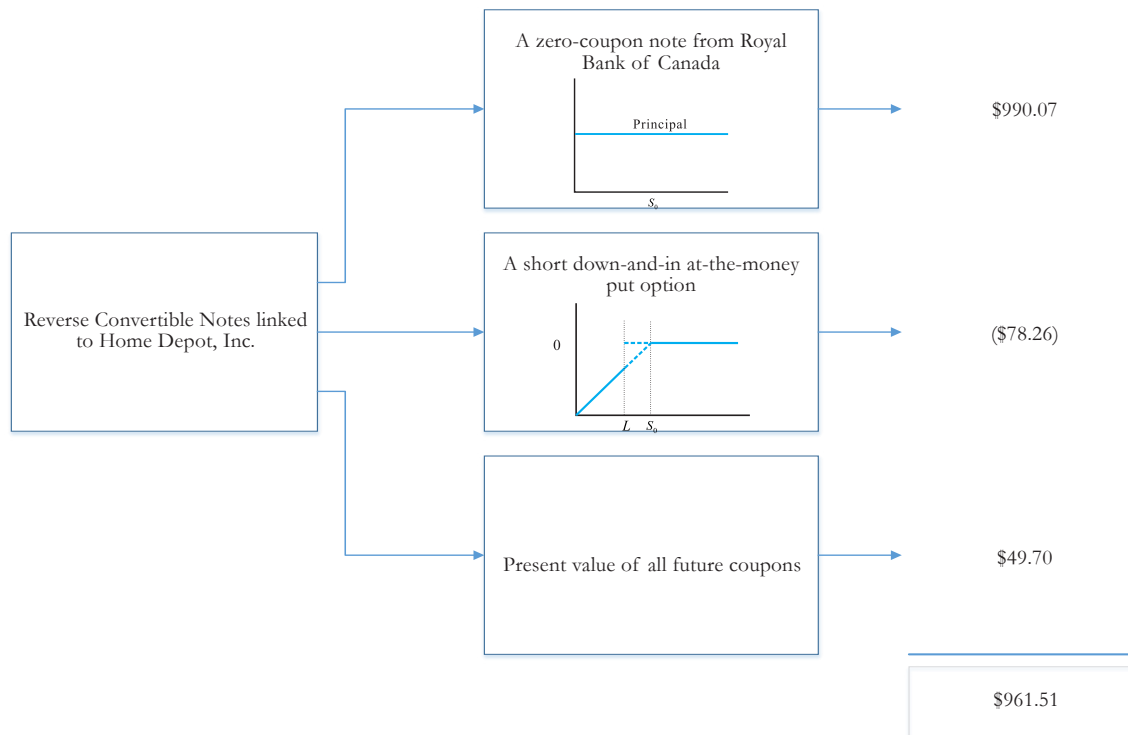 A zero-coupon note from Royal
Bank of Canada
Principal
S₀
$990.07
Reverse Convertible Notes linked
to Home Depot, Inc.
A short down-and-in at-the-money
put option
0
L S₀
($78.26)
Present value of all future coupons
$49.70
$961.51